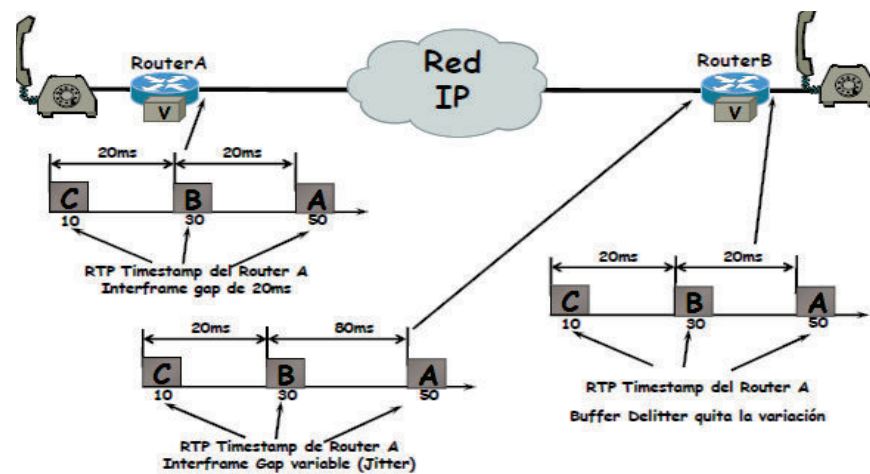 RouterA
Red
IP
RouterB
V
V
20ms
20ms
C
B
A
10
30
50
RTP Timestamp del Router A
Interframe gap de 20ms
20ms
80ms
C
B
A
10
30
50
RTP Timestamp de Router A
Interframe Gap variable (Jitter)
20ms
20ms
C
B
A
10
30
50
RTP Timestamp del Router A
Buffer Delitter quita la variación